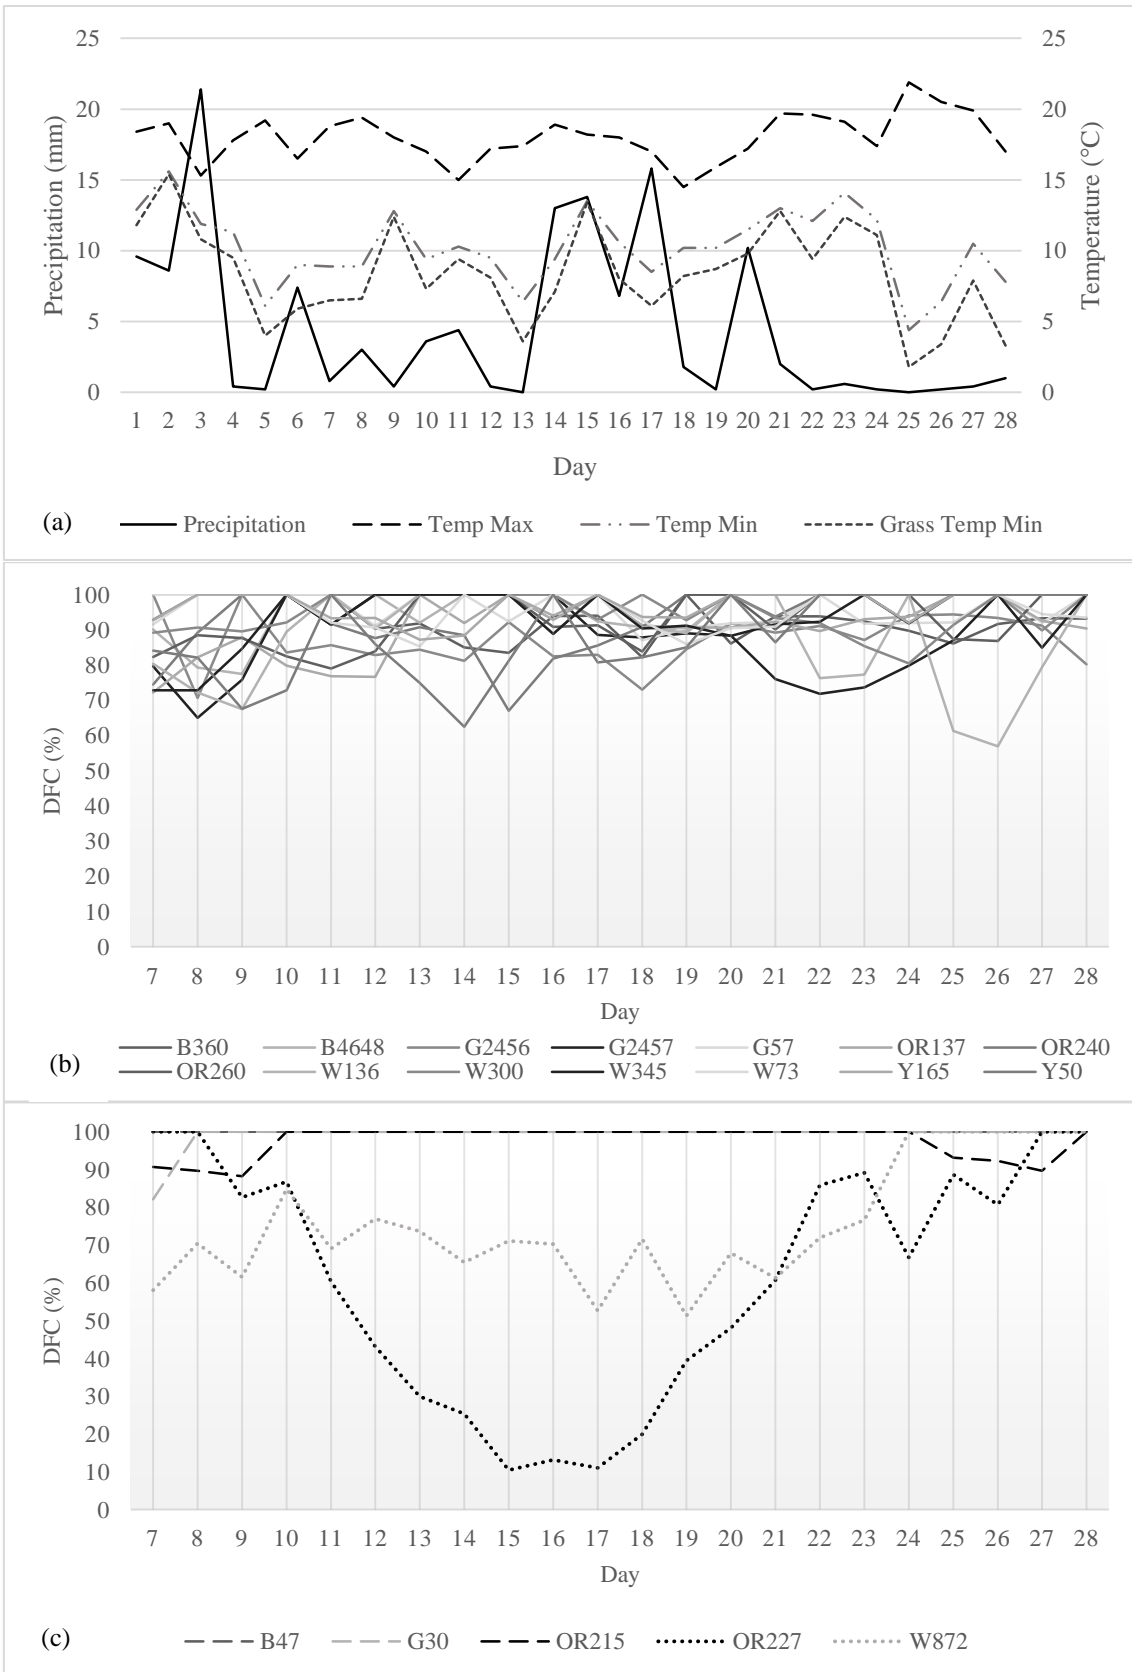 25 25
20 20
15 15
10 10
5 5
0 0
Precipitation (mm)
Temperature (°C)
1 2 3 4 5 6 7 8 9 10 11 12 13 14 15 16 17 18 19 20 21 22 23 24 25 26 27 28
Day
(a) Precipitation Temp Max Temp Min Grass Temp Min
100
90
80
70
60
50
40
30
20
10
0
DFC (%)
7 8 9 10 11 12 13 14 15 16 17 18 19 20 21 22 23 24 25 26 27 28
Day
B360 B4648 G2456 G2457 G57 OR137 OR240
(b)
OR260 W136 W300 W345 W73 Y165 Y50
100
90
80
70
60
50
40
30
20
10
0
DFC (%)
7 8 9 10 11 12 13 14 15 16 17 18 19 20 21 22 23 24 25 26 27 28
Day
(c) B47 G30 OR215 OR227 W872